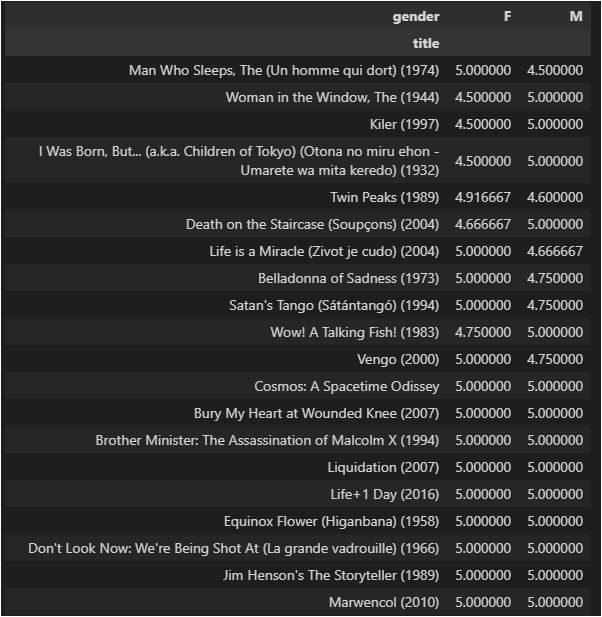 gender F M
title
Man Who Sleeps, The (Un homme qui dort) (1974) 5.000000 4.500000
Woman in the Window, The (1944) 4.500000 5.000000
Kiler (1997) 4.500000 5.000000
I Was Born, But... (a.k.a. Children of Tokyo) (Otona no miru ehon -
Umarete wa mita keredo) (1932) 4.500000 5.000000
Twin Peaks (1989) 4.916667 4.600000
Death on the Staircase (Soupçons) (2004) 4.666667 5.000000
Life is a Miracle (Zivot je cudo) (2004) 5.000000 4.666667
Belladonna of Sadness (1973) 5.000000 4.750000
Satan's Tango (Sátántangó) (1994) 5.000000 4.750000
Wow! A Talking Fish! (1983) 4.750000 5.000000
Vengo (2000) 5.000000 4.750000
Cosmos: A Spacetime Odissey 5.000000 5.000000
Bury My Heart at Wounded Knee (2007) 5.000000 5.000000
Brother Minister: The Assassination of Malcolm X (1994) 5.000000 5.000000
Liquidation (2007) 5.000000 5.000000
Life+1 Day (2016) 5.000000 5.000000
Equinox Flower (Higanbana) (1958) 5.000000 5.000000
Don't Look Now: We're Being Shot At (La grande vadrouille) (1966) 5.000000 5.000000
Jim Henson's The Storyteller (1989) 5.000000 5.000000
Marwencol (2010) 5.000000 5.000000